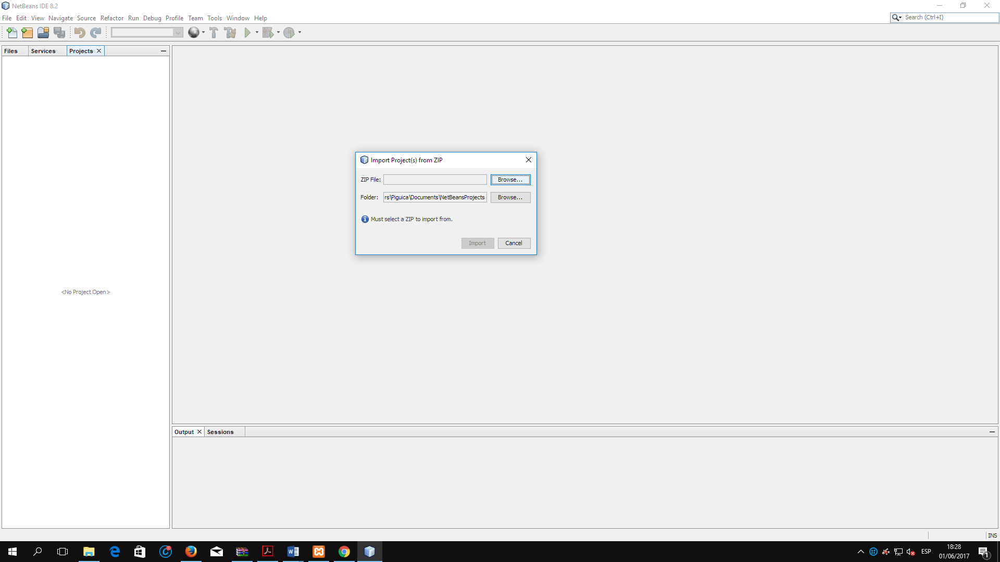 NetBeans IDE 8.2
File Edit View Navigate Source Refactor Run Debug Profile Team Tools Window Help
Search (Ctrl+I)
Files Services Projects
<No Project Open>
Import Project(s) from ZIP
ZIP File: Browse...
Folder: rs\Piguica\Documents\NetBeansProjects Browse...
Must select a ZIP to import from.
Import Cancel
Output Sessions
INS
ESP
18:28
01/06/2017
1